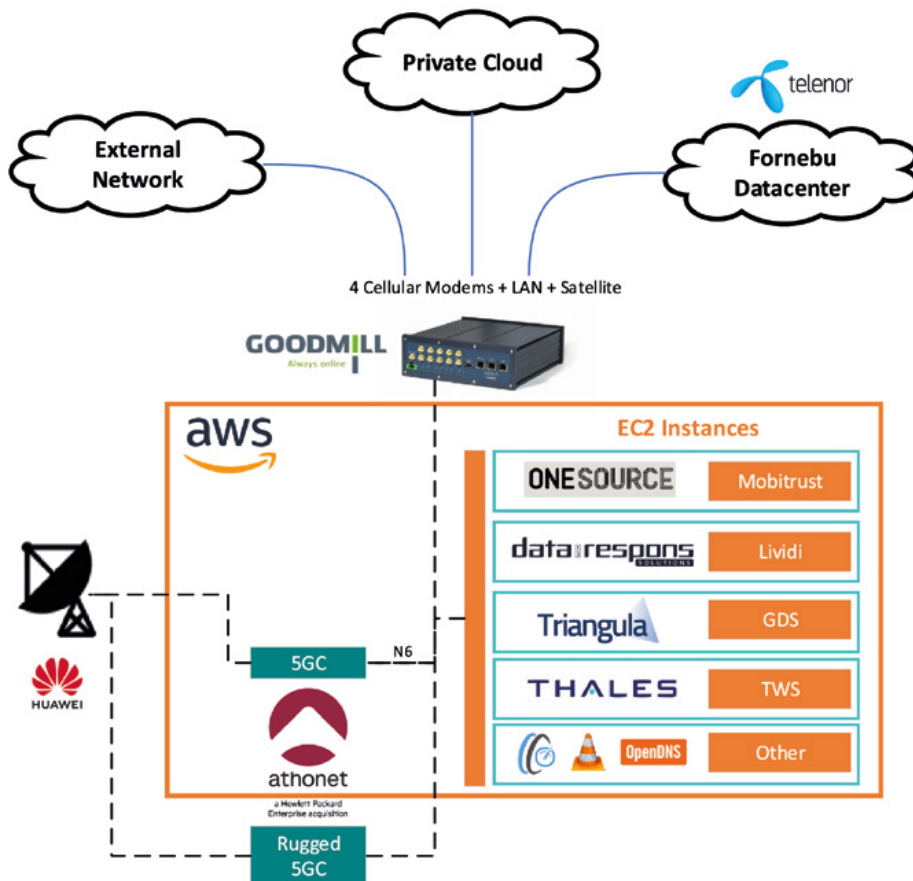 Private Cloud
telenor
External
Network
Fornebu
Datacenter
4 Cellular Modems + LAN + Satellite
GOODMILL
Always online
aws
EC2 Instances
ONESOURCE
Mobitrust
data respons
SOLUTIONS
Lividi
Triangula
GDS
THALES
TWS
OpenDNS
Other
HUAWEI
5GC
N6
athonet
a Hewlett Packard
Enterprise acquisition
Rugged
5GC